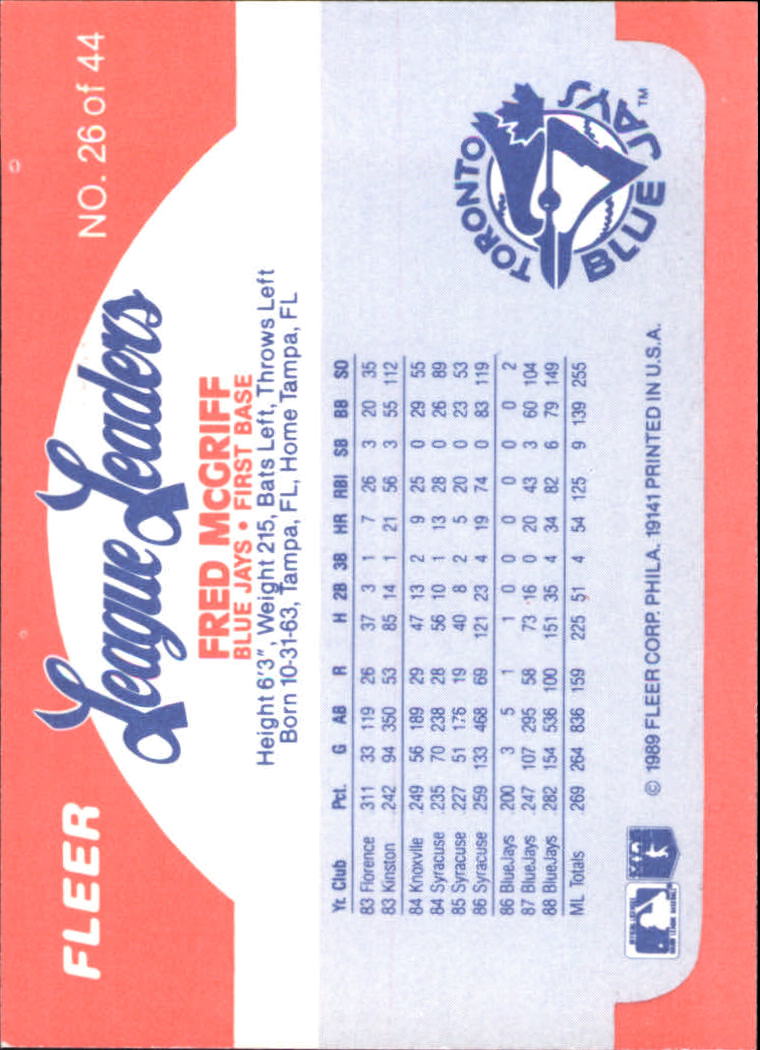 FLEER
NO. 26 of 44
League Leaders
FRED McGRIFF
BLUE JAYS • FIRST BASE
Height 6'3", Weight 215, Bats Left, Throws Left
Born 10-31-63, Tampa, FL, Home Tampa, FL
Yt. Club Pct. G AB R H 2B 3B HR RBI SB BB SO
83 Florence .311 33 119 26 37 3 1 7 26 3 20 35
83 Kinston .242 94 350 53 85 14 1 21 56 3 55 112
84 Knoxville .249 56 189 29 47 13 2 9 25 0 29 55
84 Syracuse .235 70 238 28 56 10 1 13 28 0 26 89
85 Syracuse .227 51 176 19 40 8 2 5 20 0 23 53
86 Syracuse .259 133 468 69 121 23 4 19 74 0 83 119
86 BlueJays .200 3 5 1 1 0 0 0 0 0 0 2
87 BlueJays .247 107 295 58 73 16 0 20 43 3 60 104
88 BlueJays .282 154 536 100 151 35 4 34 82 6 79 149
ML Totals .269 264 836 159 225 51 4 54 125 9 139 255
TORONTO
BLUE JAYS TM
© 1989 FLEER CORP. PHILA. 19141 PRINTED IN U.S.A.